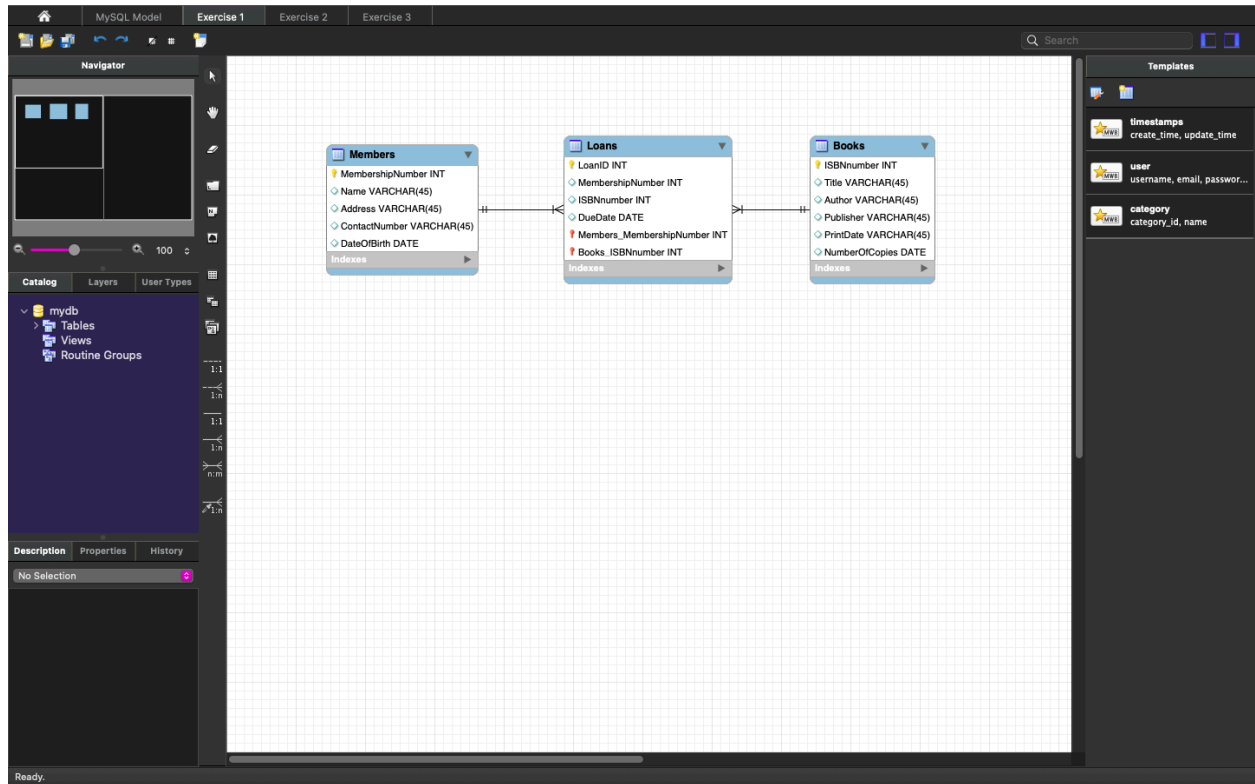 MySQL Model
Exercise 1
Exercise 2
Exercise 3
Search
Navigator
100
Catalog
Layers
User Types
mydb
Tables
Views
Routine Groups
Description
Properties
History
No Selection
1:1
1:n
1:1
1:n
n:m
1:n
Members
MembershipNumber INT
Name VARCHAR(45)
Address VARCHAR(45)
ContactNumber VARCHAR(45)
DateOfBirth DATE
Indexes
Loans
LoanID INT
MembershipNumber INT
ISBNnumber INT
DueDate DATE
Members_MembershipNumber INT
Books_ISBNnumber INT
Indexes
Books
ISBNnumber INT
Title VARCHAR(45)
Author VARCHAR(45)
Publisher VARCHAR(45)
PrintDate VARCHAR(45)
NumberOfCopies DATE
Indexes
Templates
MWB
timestamps
create_time, update_time
MWB
user
username, email, passwor...
MWB
category
category_id, name
Ready.